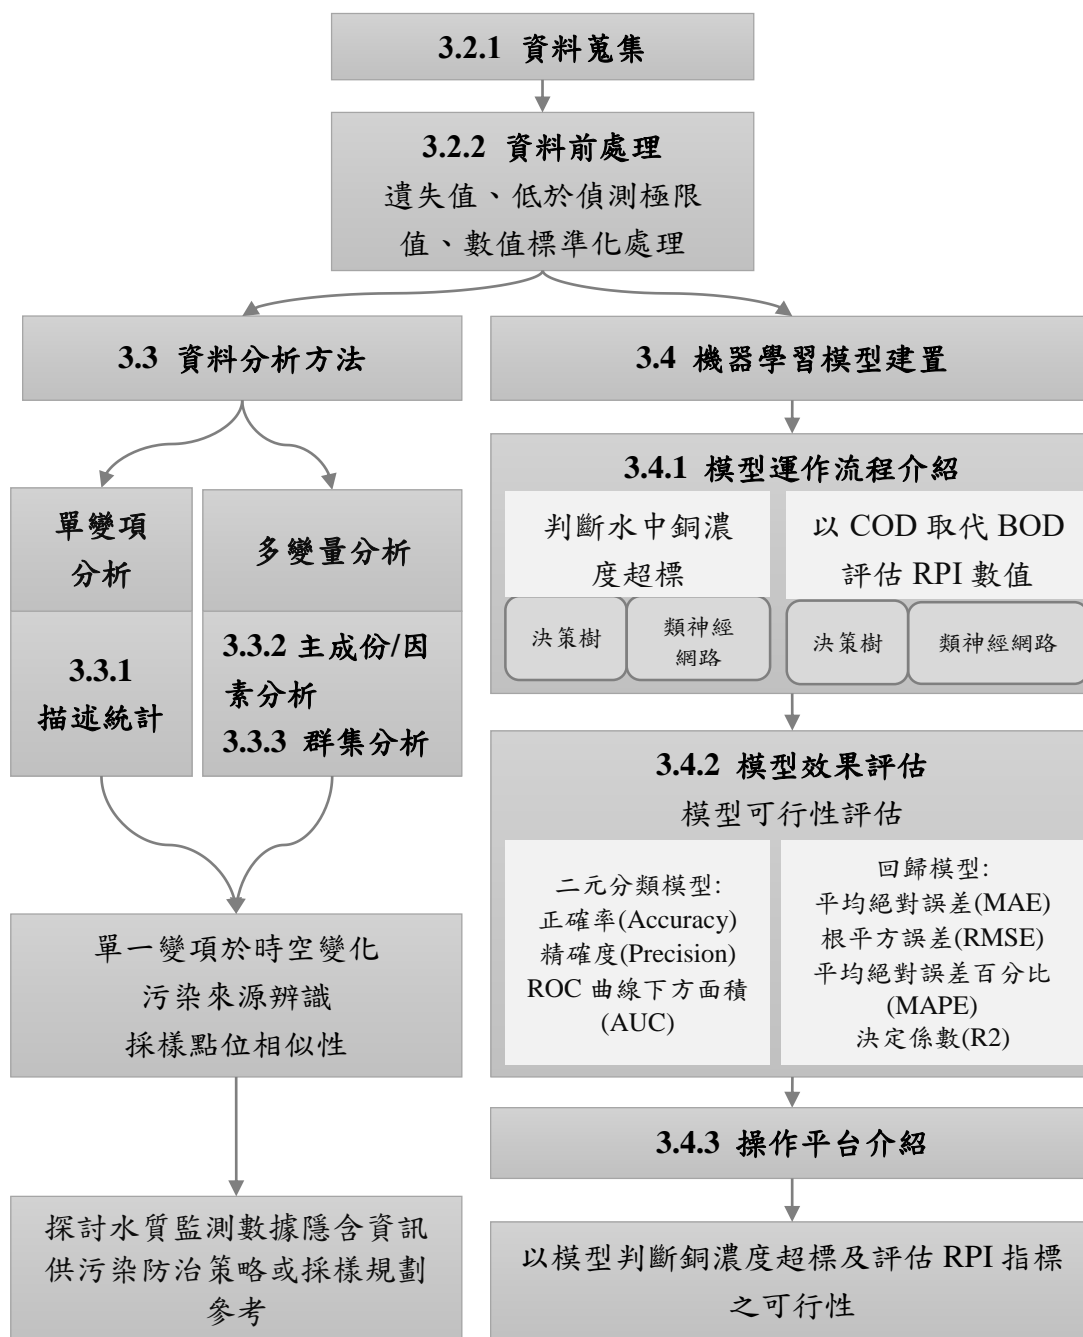 3.2.1 資料蒐集
3.2.2 資料前處理
遺失值、低於偵測極限
值、數值標準化處理
3.3 資料分析方法
單變項
分析
3.3.1
描述統計
多變量分析
3.3.2 主成份/因
素分析
3.3.3 群集分析
單一變項於時空變化
污染來源辨識
採樣點位相似性
探討水質監測數據隱含資訊
供污染防治策略或採樣規劃
參考
3.4 機器學習模型建置
3.4.1 模型運作流程介紹
判斷水中銅濃
度超標
決策樹
類神經
網路
以 COD 取代 BOD
評估 RPI 數值
決策樹
類神經網路
3.4.2 模型效果評估
模型可行性評估
二元分類模型:
正確率(Accuracy)
精確度(Precision)
ROC 曲線下方面積
(AUC)
回歸模型:
平均絕對誤差(MAE)
根平方誤差(RMSE)
平均絕對誤差百分比
(MAPE)
決定係數(R2)
3.4.3 操作平台介紹
以模型判斷銅濃度超標及評估 RPI 指標
之可行性